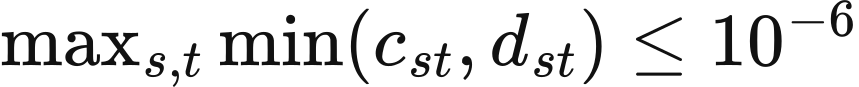 max_{s,t} min(c_{st}, d_{st}) ≤ 10^{−6}